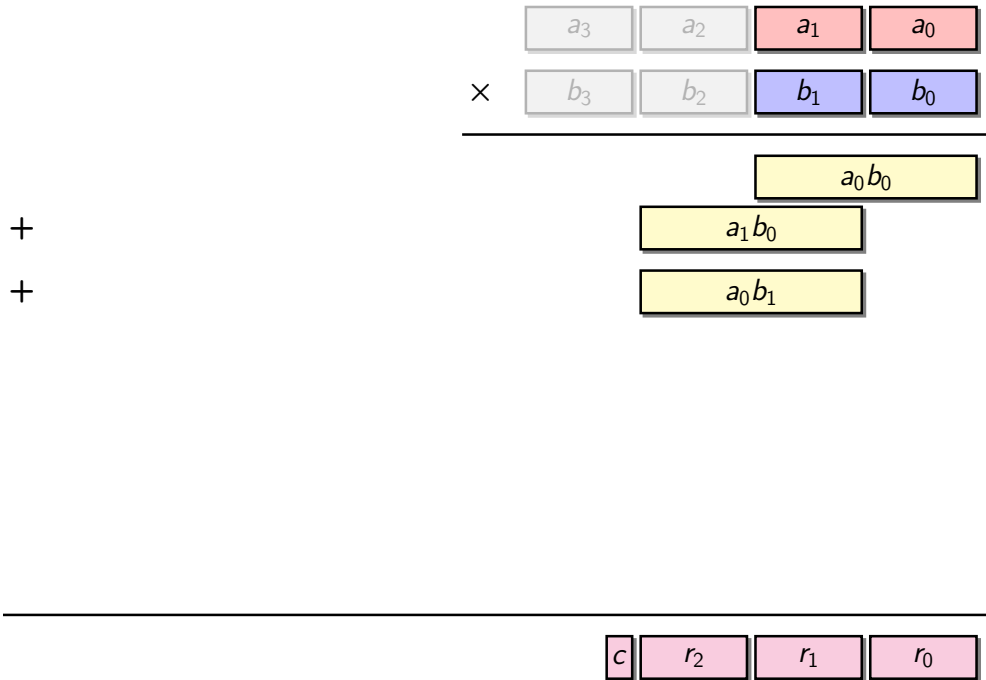 a₃ a₂ a₁ a₀
× b₃ b₂ b₁ b₀
a₀b₀
+ a₁b₀
+ a₀b₁
c r₂ r₁ r₀